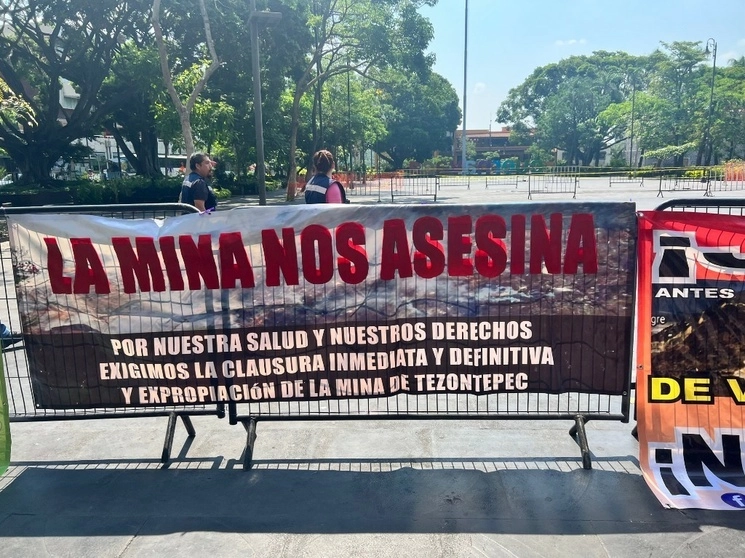 LA MINA NOS ASESINA
POR NUESTRA SALUD Y NUESTROS DERECHOS
EXIGIMOS LA CLAUSURA INMEDIATA Y DEFINITIVA
Y EXPROPIACIÓN DE LA MINA DE TEZONTEPEC
ANTES
DE